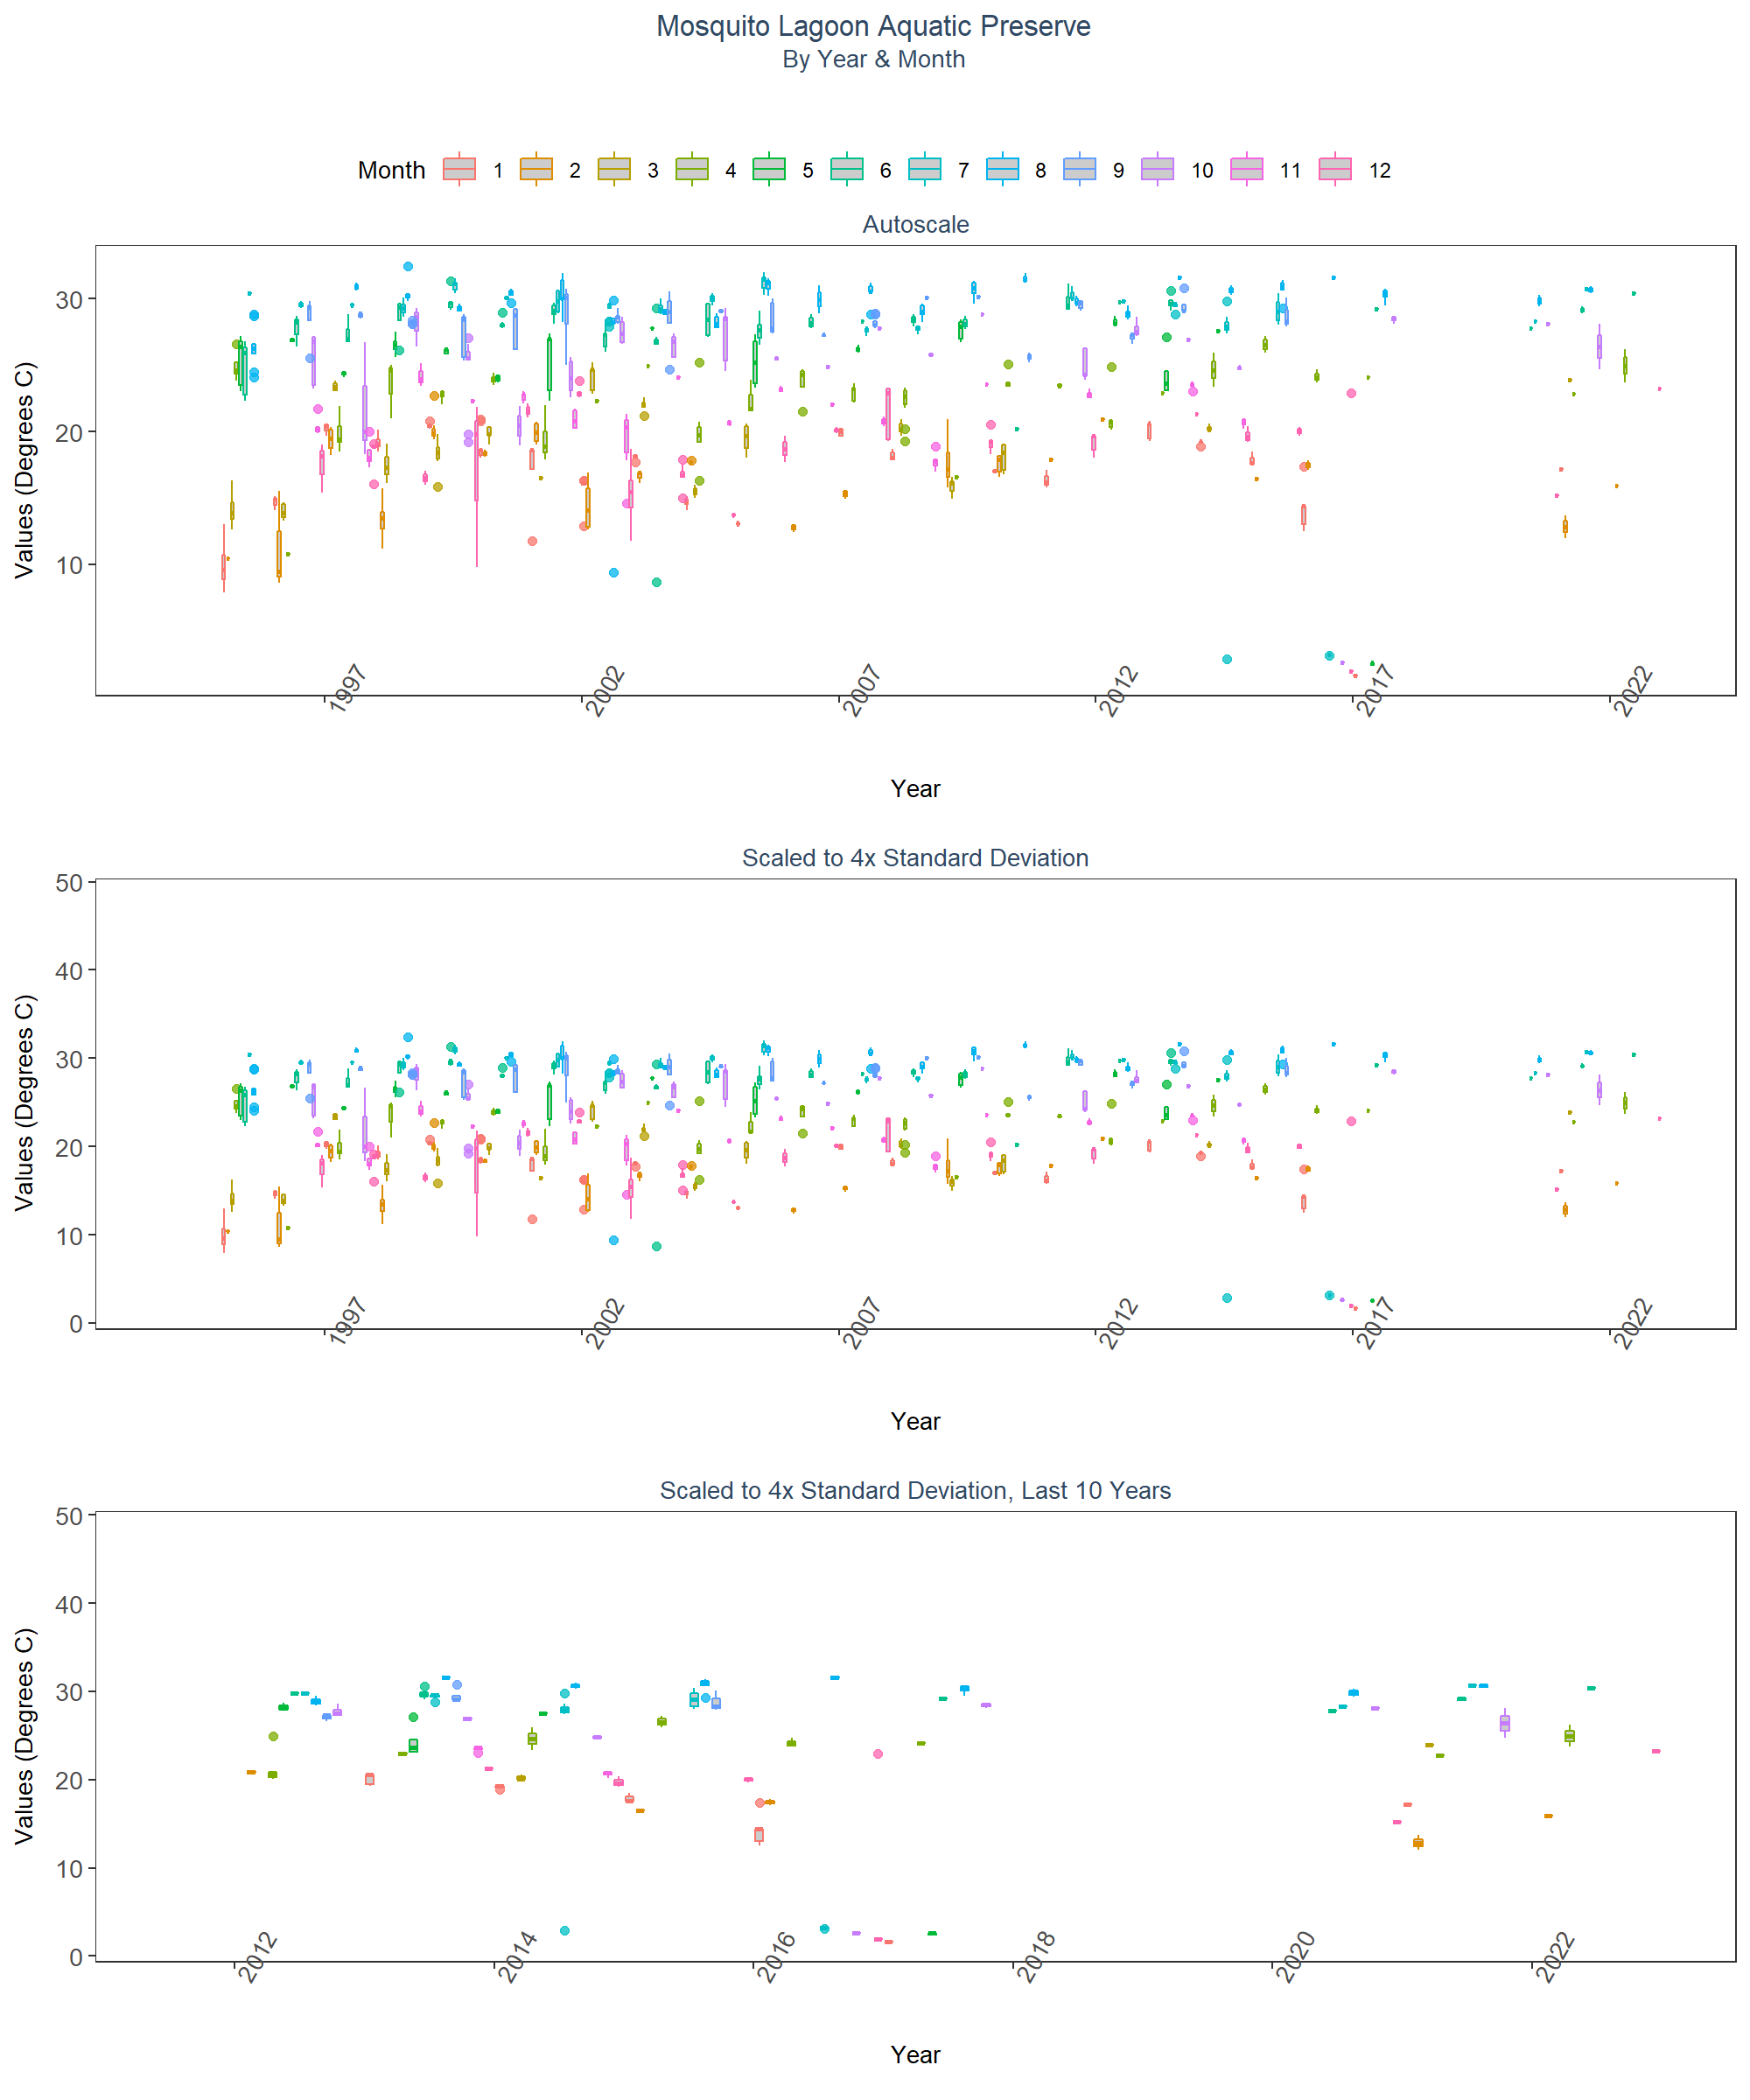 Mosquito Lagoon Aquatic Preserve
By Year & Month
Month 1 2 3 4 5 6 7 8 9 10 11 12
Autoscale
Values (Degrees C)
30
20
10
1997 2002 2007 2012 2017 2022
Year
Scaled to 4x Standard Deviation
Values (Degrees C)
50
40
30
20
10
0
1997 2002 2007 2012 2017 2022
Year
Scaled to 4x Standard Deviation, Last 10 Years
Values (Degrees C)
50
40
30
20
10
0
2012 2014 2016 2018 2020 2022
Year